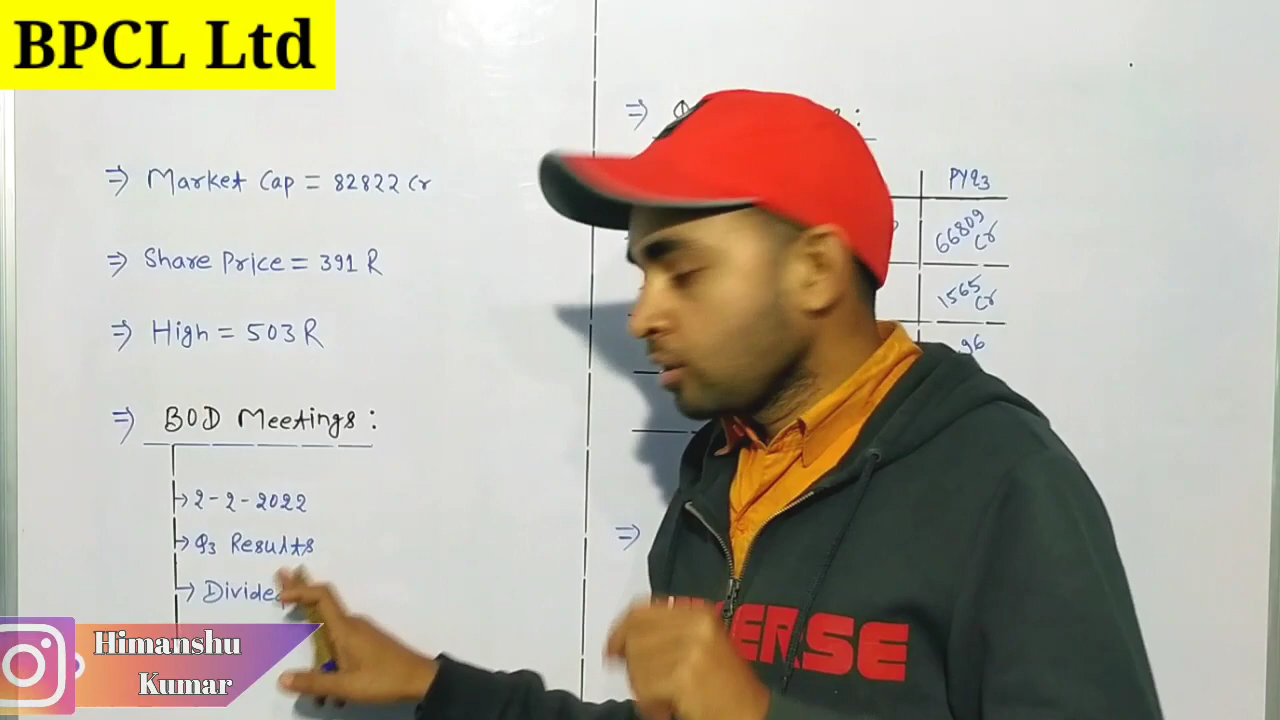 BPCL Ltd
⇒ Market Cap = 82822 Cr
⇒ Share Price = 391 R
⇒ High = 503 R
⇒ BOD Meetings :
→ 2-2-2022
→ Q3 Results
→ Divide
⇒ :
PYQ3
66809 Cr
1565 Cr
.96
⇒
ERSE
Himanshu
Kumar